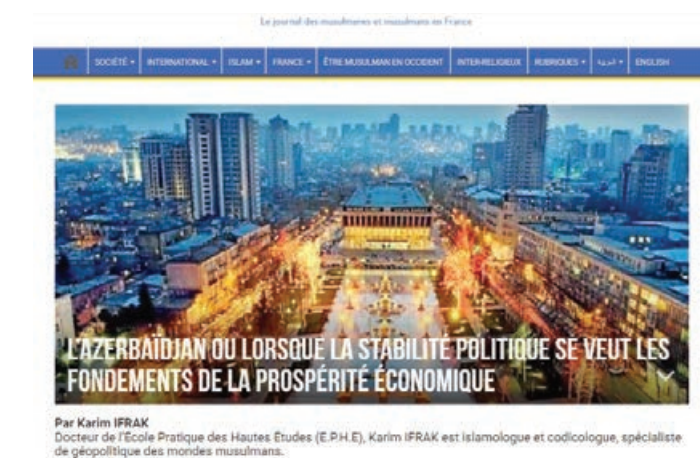 Le journal des musulmanes et musulmans en France
SOCIÉTÉ INTERNATIONAL ISLAM FRANCE ÊTRE MUSULMAN EN OCCIDENT INTER-RELIGIEUX RUBRIQUES العربية ENGLISH
L'AZERBAÏDJAN OU LORSQUE LA STABILITÉ POLITIQUE SE VEUT LES
FONDEMENTS DE LA PROSPÉRITÉ ÉCONOMIQUE
Par Karim IFRAK
Docteur de l'École Pratique des Hautes Études (E.P.H.E), Karim IFRAK est islamologue et codicologue, spécialiste
de géopolitique des mondes musulmans.